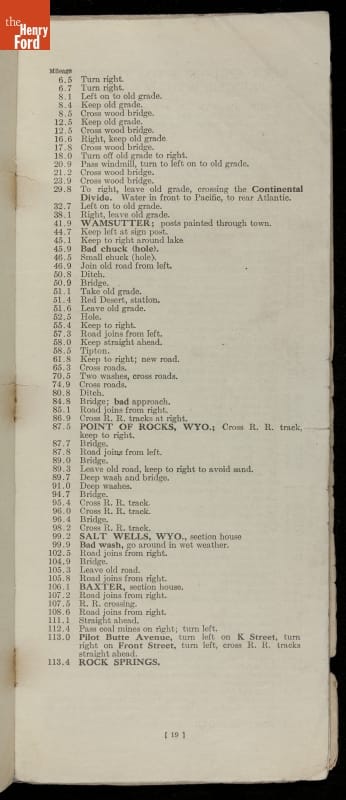 the
Henry
Ford
Mileage
6.5 Turn right.
6.7 Turn right.
8.1 Left on to old grade.
8.4 Keep old grade.
8.5 Cross wood bridge.
12.5 Keep old grade.
12.5 Cross wood bridge.
16.6 Right, keep old grade
17.8 Cross wood bridge.
18.0 Turn off old grade to right.
20.9 Pass windmill, turn to left on to old grade.
21.2 Cross wood bridge.
23.9 Cross wood bridge.
29.8 To right, leave old grade, crossing the Continental
Divide. Water in front to Pacific, to rear Atlantic.
32.7 Left on to old grade.
38.1 Right, leave old grade.
41.9 WAMSUTTER; posts painted through town.
44.7 Keep left at sign post.
45.1 Keep to right around lake
45.9 Bad chuck (hole).
46.5 Small chuck (hole).
46.9 Join old road from left.
50.8 Ditch.
50.9 Bridge.
51.1 Take old grade.
51.4 Red Desert, station.
51.6 Leave old grade.
52.5 Hole.
55.4 Keep to right.
57.3 Road joins from left.
58.0 Keep straight ahead.
58.5 Tipton.
61.8 Keep to right; new road.
65.3 Cross roads.
70.5 Two washes, cross roads.
74.9 Cross roads.
80.8 Ditch.
84.8 Bridge; bad approach.
85.1 Road joins from right.
86.9 Cross R. R. tracks at right.
87.5 POINT OF ROCKS, WYO.; Cross R. R. track,
keep to right.
87.7 Bridge.
87.8 Road joins from left.
89.0 Bridge.
89.3 Leave old road, keep to right to avoid sand.
89.7 Deep wash and bridge.
91.0 Deep washes.
94.7 Bridge.
95.4 Cross R. R. track.
96.0 Cross R. R. track.
96.4 Bridge.
98.2 Cross R. R. track.
99.2 SALT WELLS, WYO., section house
99.9 Bad wash, go around in wet weather.
102.5 Road joins from right.
104.9 Bridge.
105.3 Leave old road.
105.8 Road joins from right.
106.1 BAXTER, section house.
107.2 Road joins from right.
107.5 R. R. crossing.
108.6 Road joins from right.
111.1 Straight ahead.
112.4 Pass coal mines on right; turn left.
113.0 Pilot Butte Avenue, turn left on K Street, turn
right on Front Street, turn left, cross R. R. tracks
straight ahead.
113.4 ROCK SPRINGS.
[ 19 ]